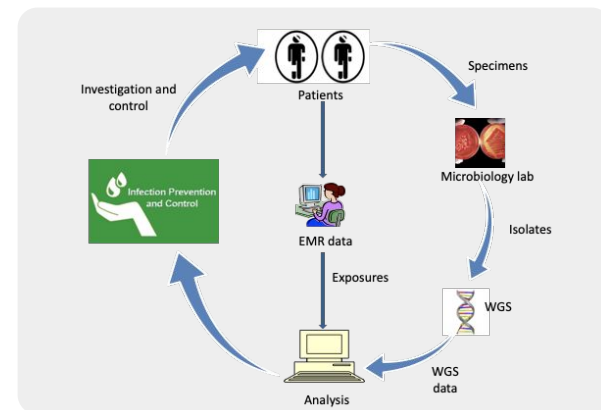 Patients
Specimens
Microbiology lab
Isolates
WGS
WGS
data
Analysis
Infection Prevention
and Control
Investigation and
control
EMR data
Exposures